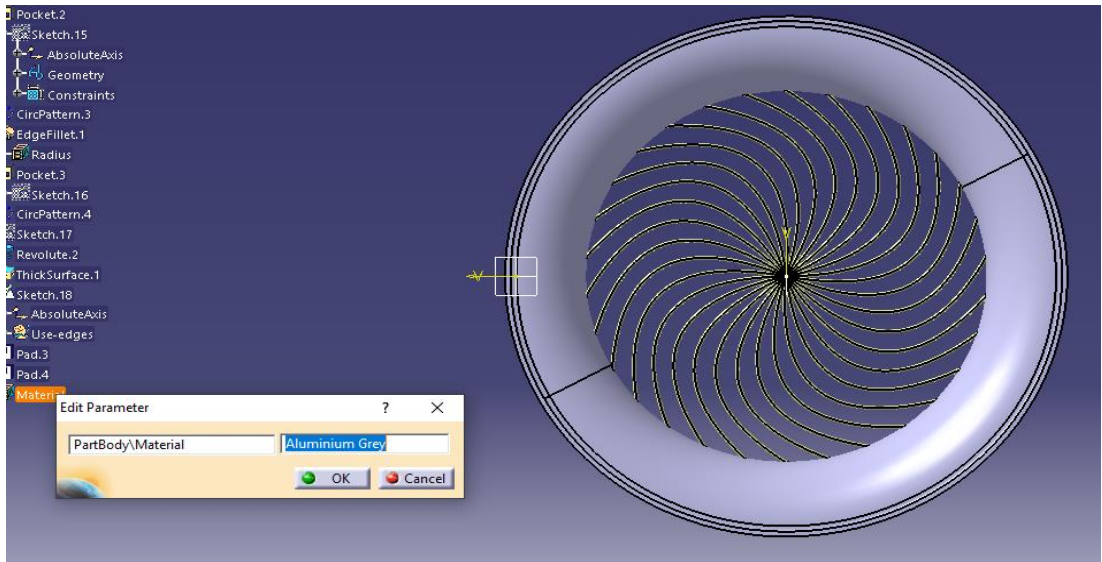 Pocket.2
Sketch.15
AbsoluteAxis
Geometry
Constraints
CircPattern.3
EdgeFillet.1
Radius
Pocket.3
Sketch.16
CircPattern.4
Sketch.17
Revolute.2
ThickSurface.1
Sketch.18
AbsoluteAxis
Use-edges
Pad.3
Pad.4
Material
Edit Parameter ? ×
PartBody\Material Aluminium Grey
OK Cancel
V